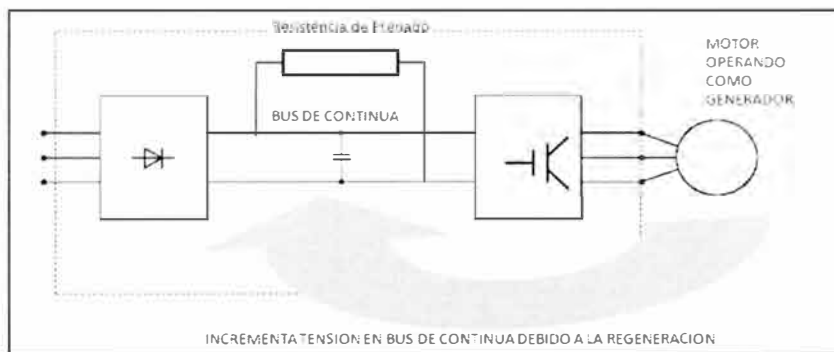 Resistencia de Frenado
MOTOR
OPERANDO
COMO
GENERADOR
BUS DE CONTINUA
INCREMENTA TENSION EN BUS DE CONTINUA DEBIDO A LA REGENERACION